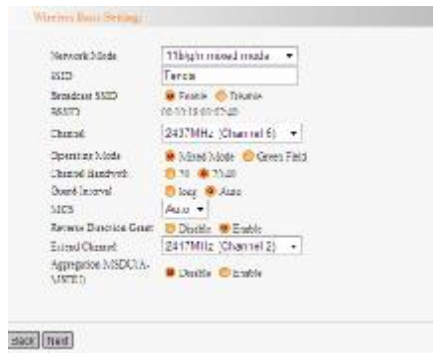 Wireless Basic Settings
Network Mode 11b/g/n mixed mode
SSID Tenda
Broadcast SSID Enable Disable
BSSID
Channel 2437MHz (Channel 6)
Operating Mode Mixed Mode Green Field
Channel Bandwidth 20 20/40
Guard Interval long Auto
MCS Auto
Reverse Direction Grant Disable Enable
Extend Channel 2417MHz (Channel 2)
Aggregation MSDU(A-
MSDU) Disable Enable
Back Next